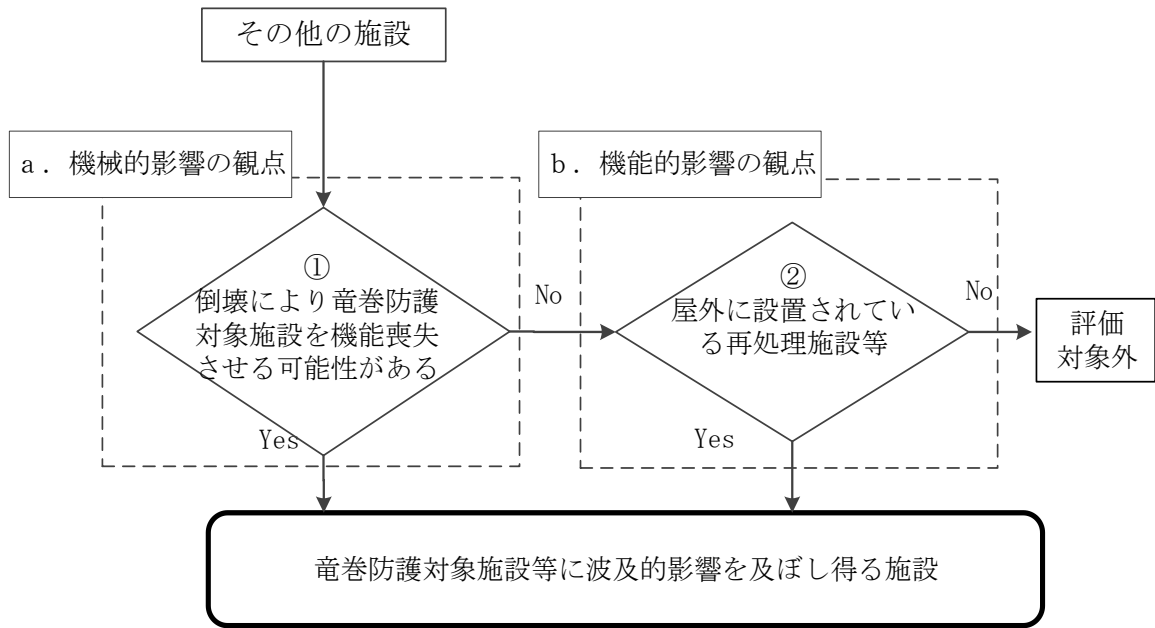 その他の施設
a．機械的影響の観点
b．機能的影響の観点
①
倒壊により竜巻防護
対象施設を機能喪失
させる可能性がある
No
②
屋外に設置されてい
る再処理施設等
No
評価
対象外
Yes
Yes
竜巻防護対象施設等に波及的影響を及ぼし得る施設